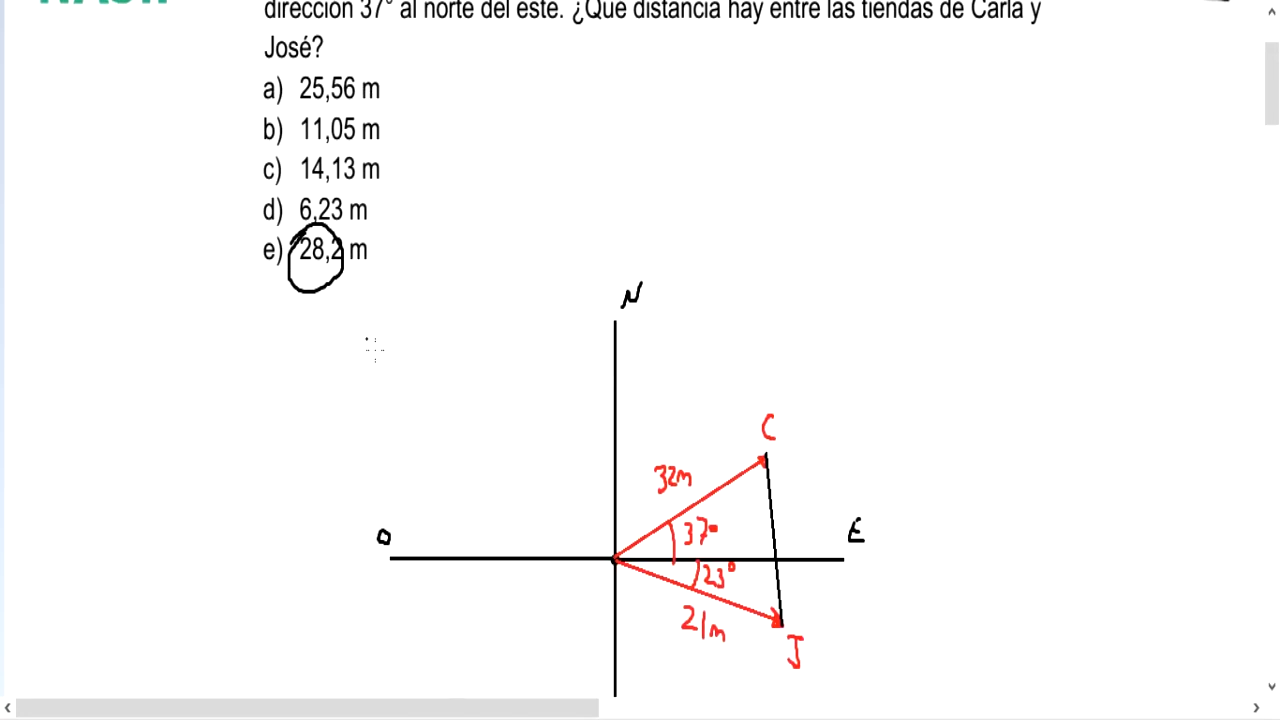 dirección 37° al norte del este. ¿Qué distancia hay entre las tiendas de Carla y
José?
a) 25,56 m
b) 11,05 m
c) 14,13 m
d) 6,23 m
e) 28,2 m
N
C
32m
37°
O
E
23°
21m
J